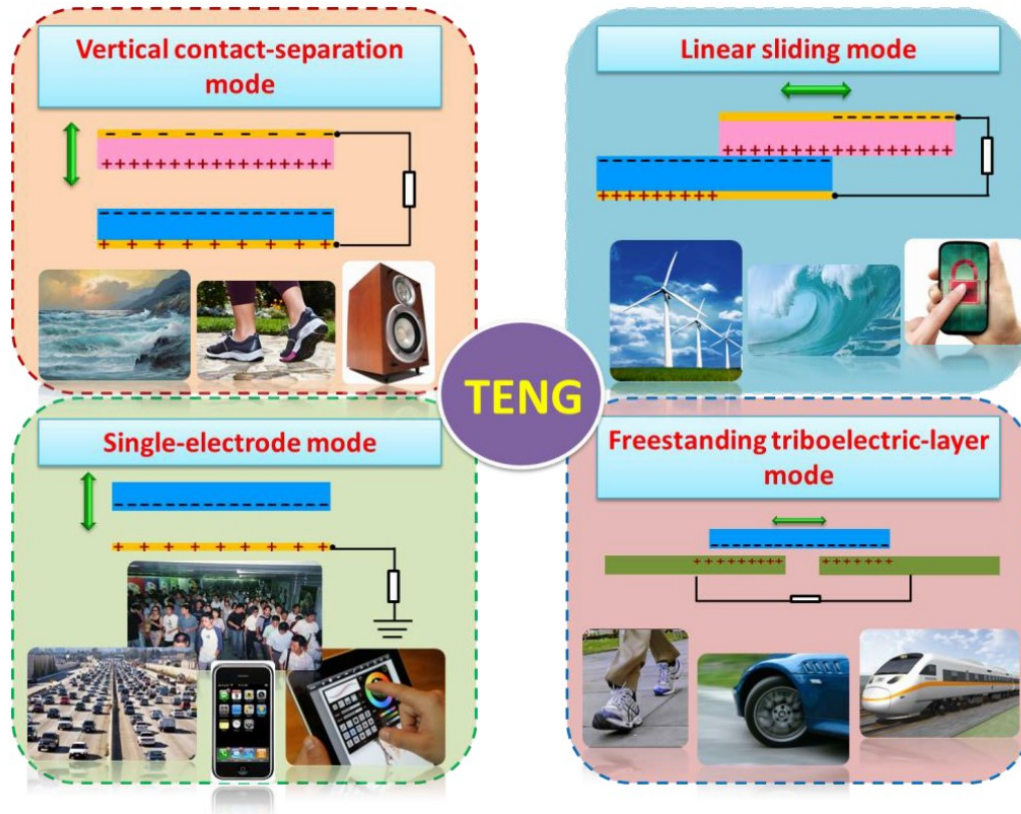 Vertical contact-separation
mode
Linear sliding mode
TENG
Single-electrode mode
Freestanding triboelectric-layer
mode